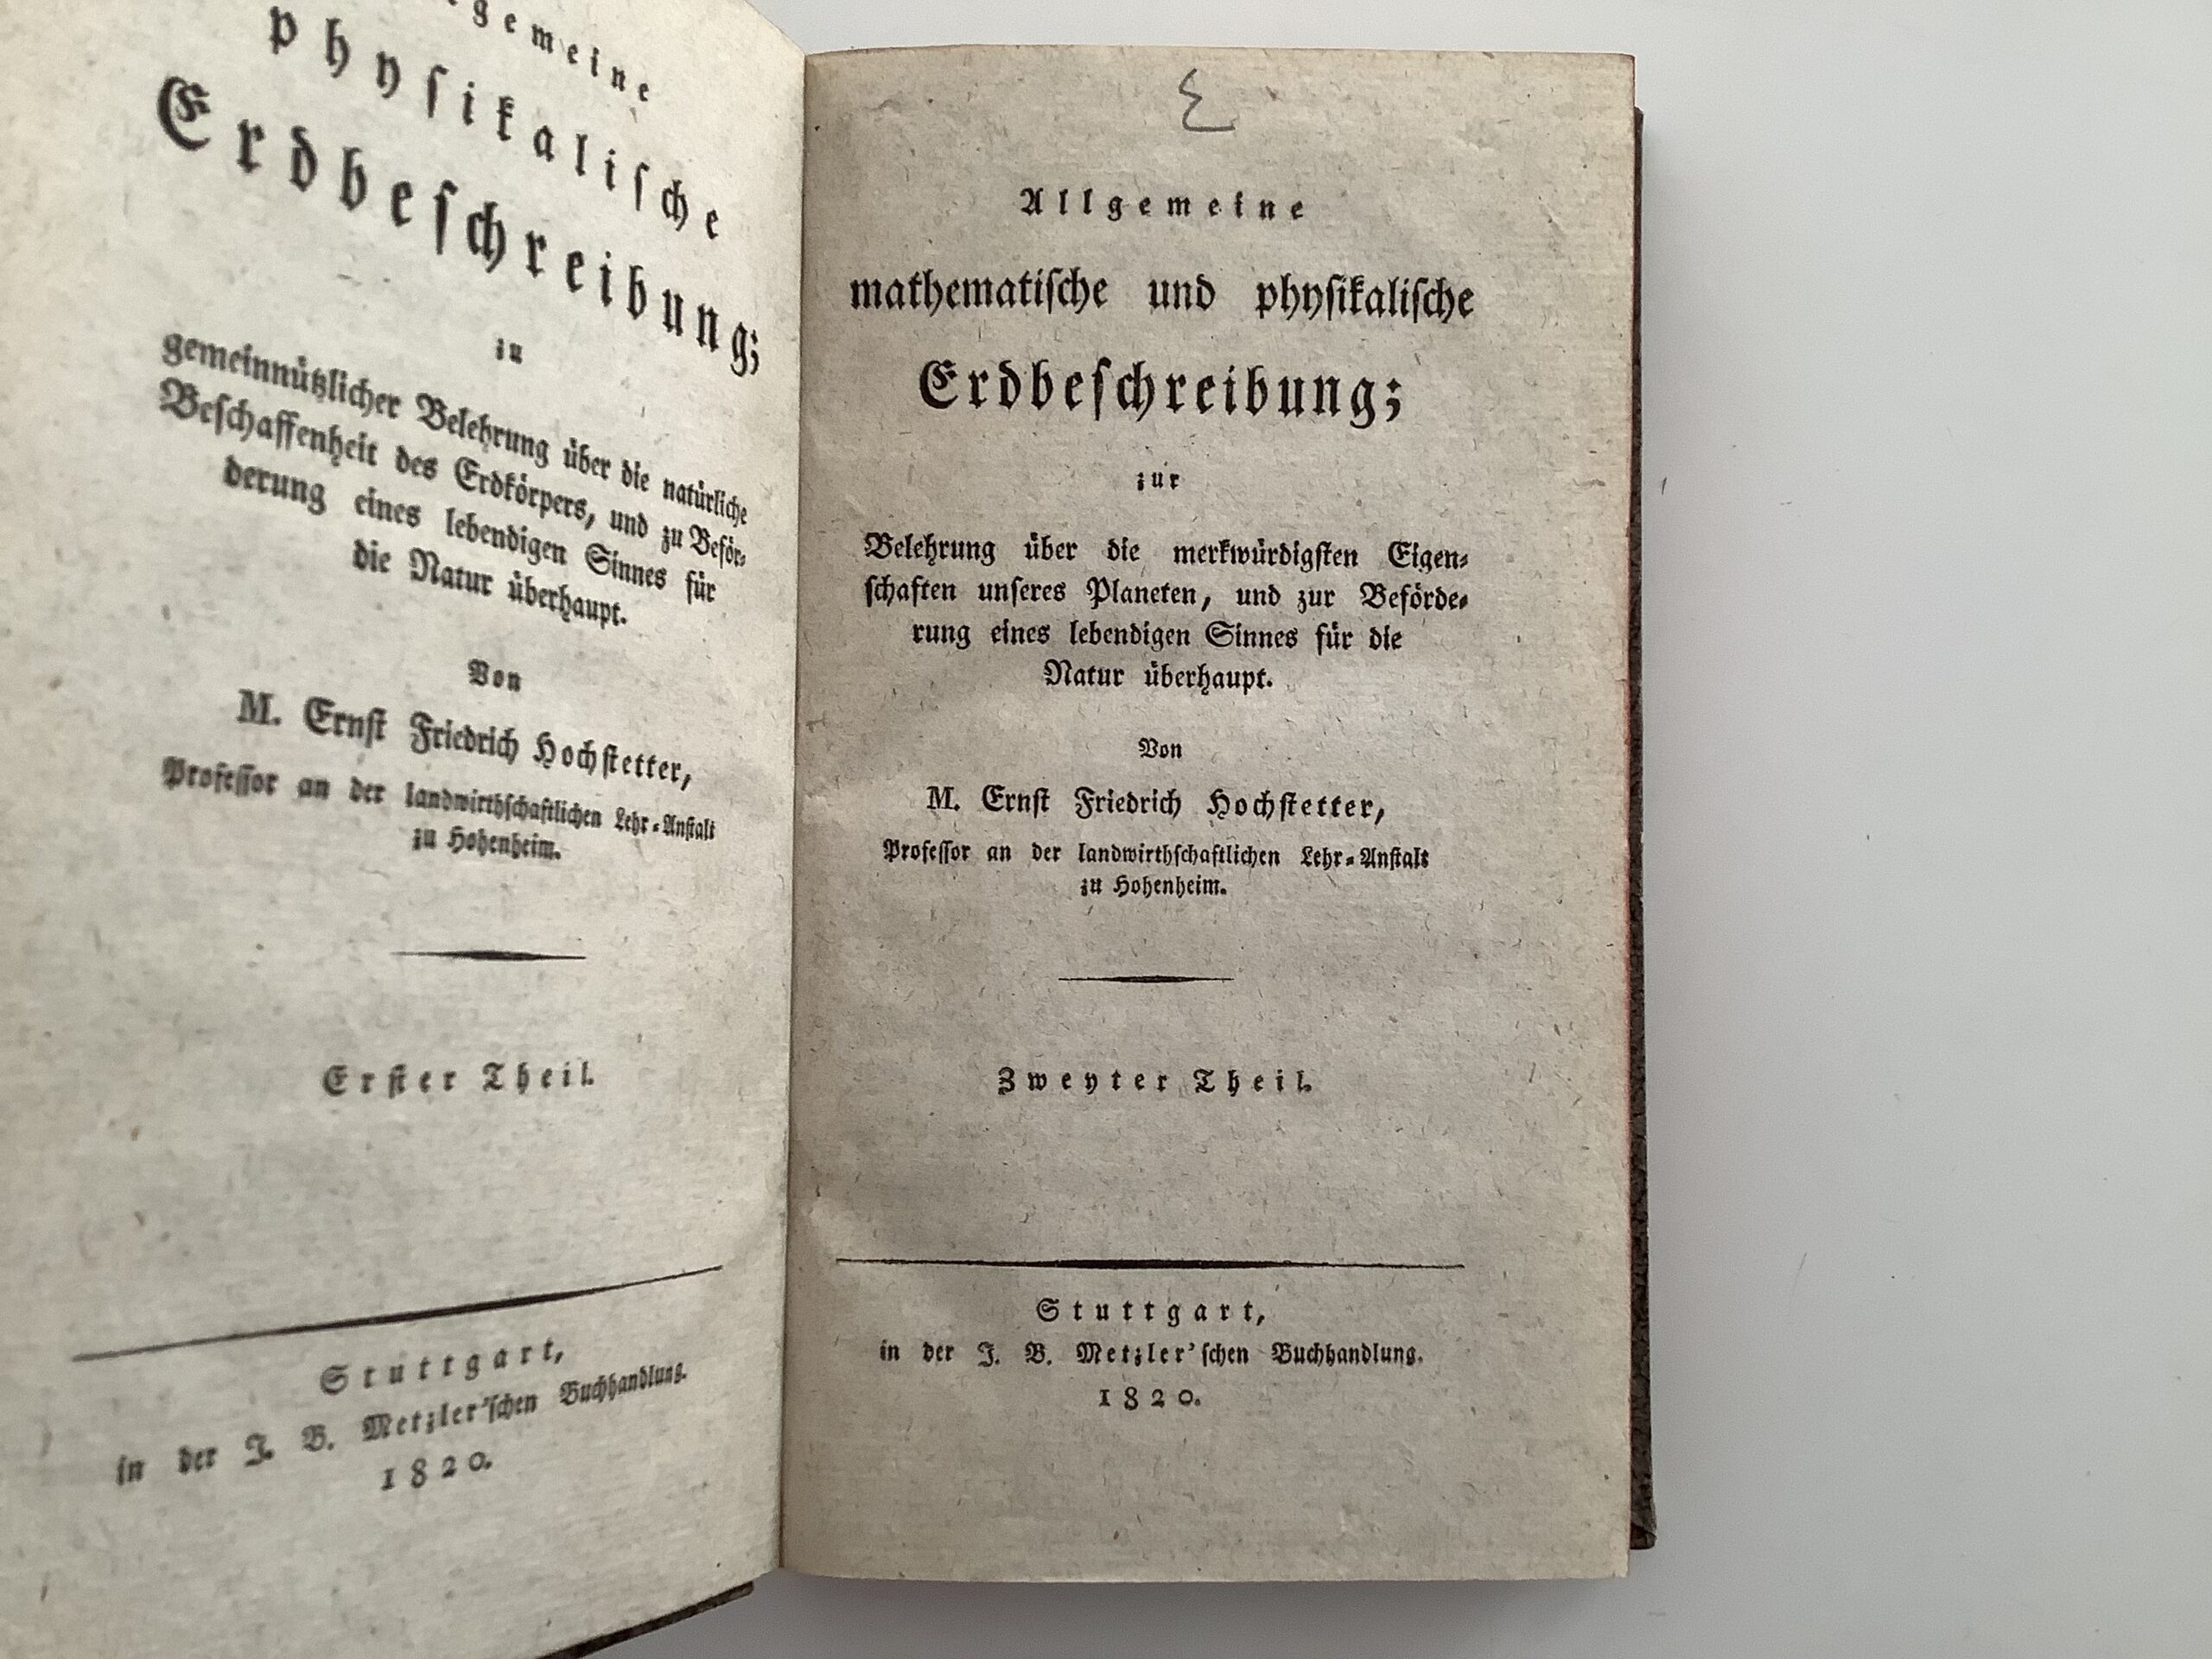 gemeine
physikalische
Erdbeschreibung;
zu
gemeinnützlicher Belehrung über die natürliche
Beschaffenheit des Erdkörpers, und zu Beför-
derung eines lebendigen Sinnes für
die Natur überhaupt.
Von
M. Ernst Friedrich Hochstetter,
Professor an der landwirthschaftlichen Lehr-Anstalt
zu Hohenheim.
Erster Theil.
Stuttgart,
in der J. B. Metzler'schen Buchhandlung.
1820.
Allgemeine
mathematische und physikalische
Erdbeschreibung;
zur
Belehrung über die merkwürdigsten Eigen-
schaften unseres Planeten, und zur Beförde-
rung eines lebendigen Sinnes für die
Natur überhaupt.
Von
M. Ernst Friedrich Hochstetter,
Professor an der landwirthschaftlichen Lehr-Anstalt
zu Hohenheim.
Zweyter Theil.
Stuttgart,
in der J. B. Metzler'schen Buchhandlung.
1820.